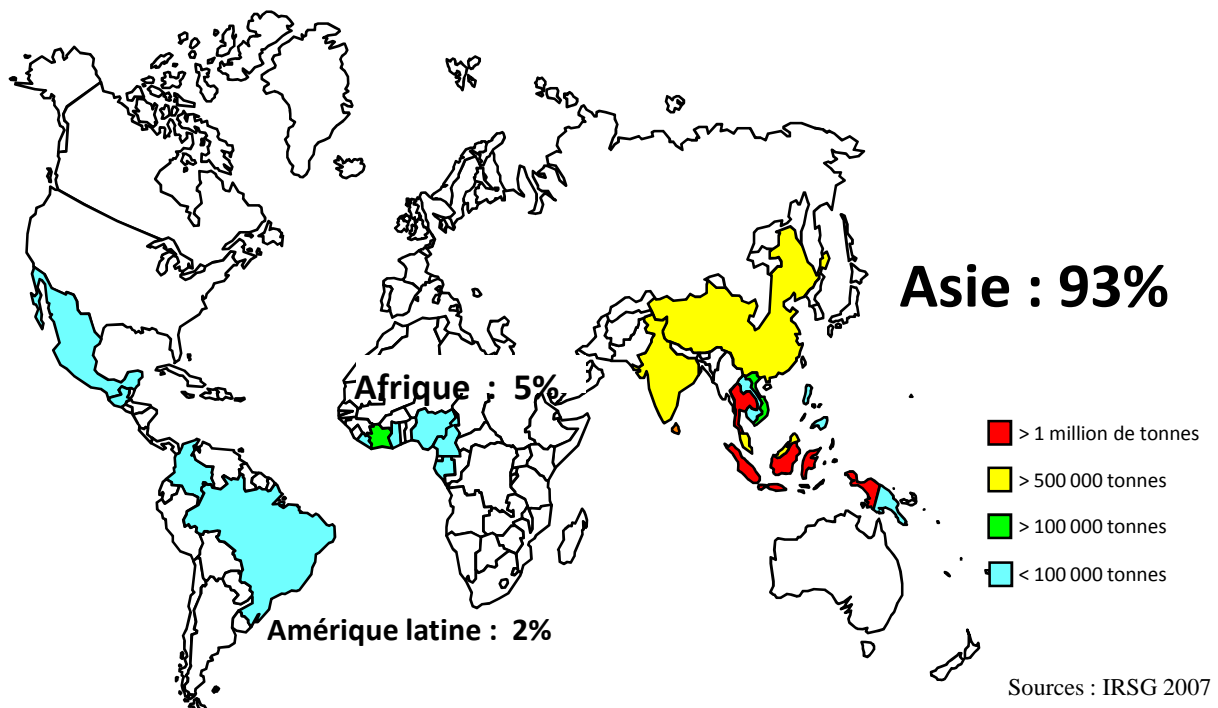 Asie : 93%
Afrique : 5%
> 1 million de tonnes
> 500 000 tonnes
> 100 000 tonnes
< 100 000 tonnes
Amérique latine : 2%
Sources : IRSG 2007